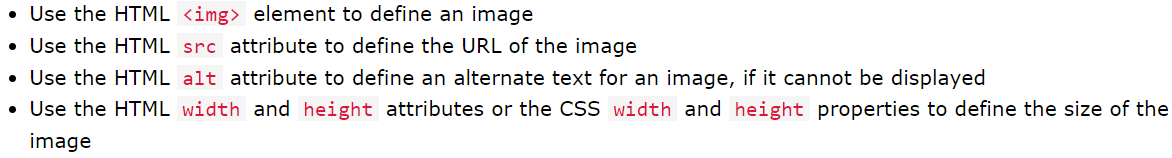 • Use the HTML <img> element to define an image
• Use the HTML src attribute to define the URL of the image
• Use the HTML alt attribute to define an alternate text for an image, if it cannot be displayed
• Use the HTML width and height attributes or the CSS width and height properties to define the size of the
image